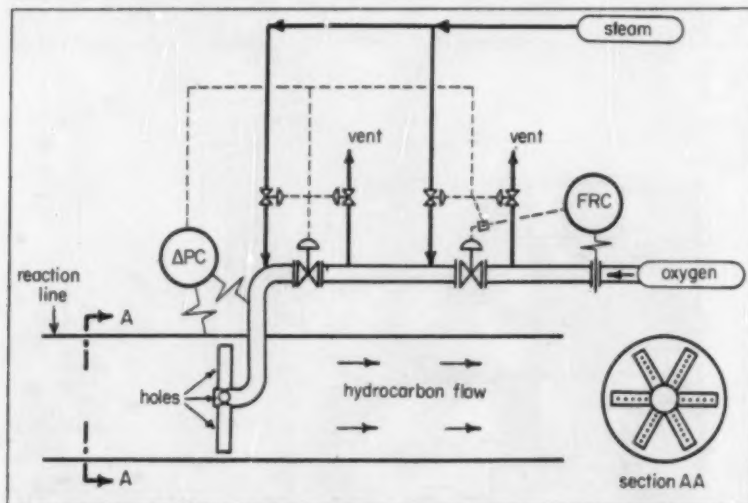 steam
vent
vent
FRC
ΔPC
oxygen
reaction
line
A
holes
hydrocarbon flow
A
section AA